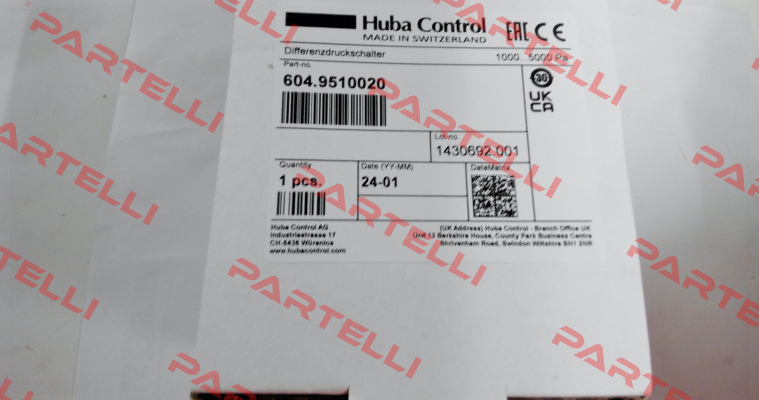 Huba Control
MADE IN SWITZERLAND
EAC CE
Differenzdruckschalter
1000...5000 Pa
Part-no.
604.9510020
30
UK
CA
Lot-no.
1430692.001
Quantity
1 pcs.
Date (YY-MM)
24-01
DataMatrix
Huba Control AG
Industriestrasse 17
CH-5436 Würenlos
www.hubacontrol.com
(UK Address) Huba Control - Branch Office UK
Unit 13 Berkshire House, County Park Business Centre
Shrivenham Road, Swindon Wiltshire SN1 2NR
PARTELLI
PARTELLI
PARTELLI
PARTELLI
PARTELLI
PARTELLI
PARTELLI
PARTELLI
PARTELLI
PARTELLI
PARTELLI